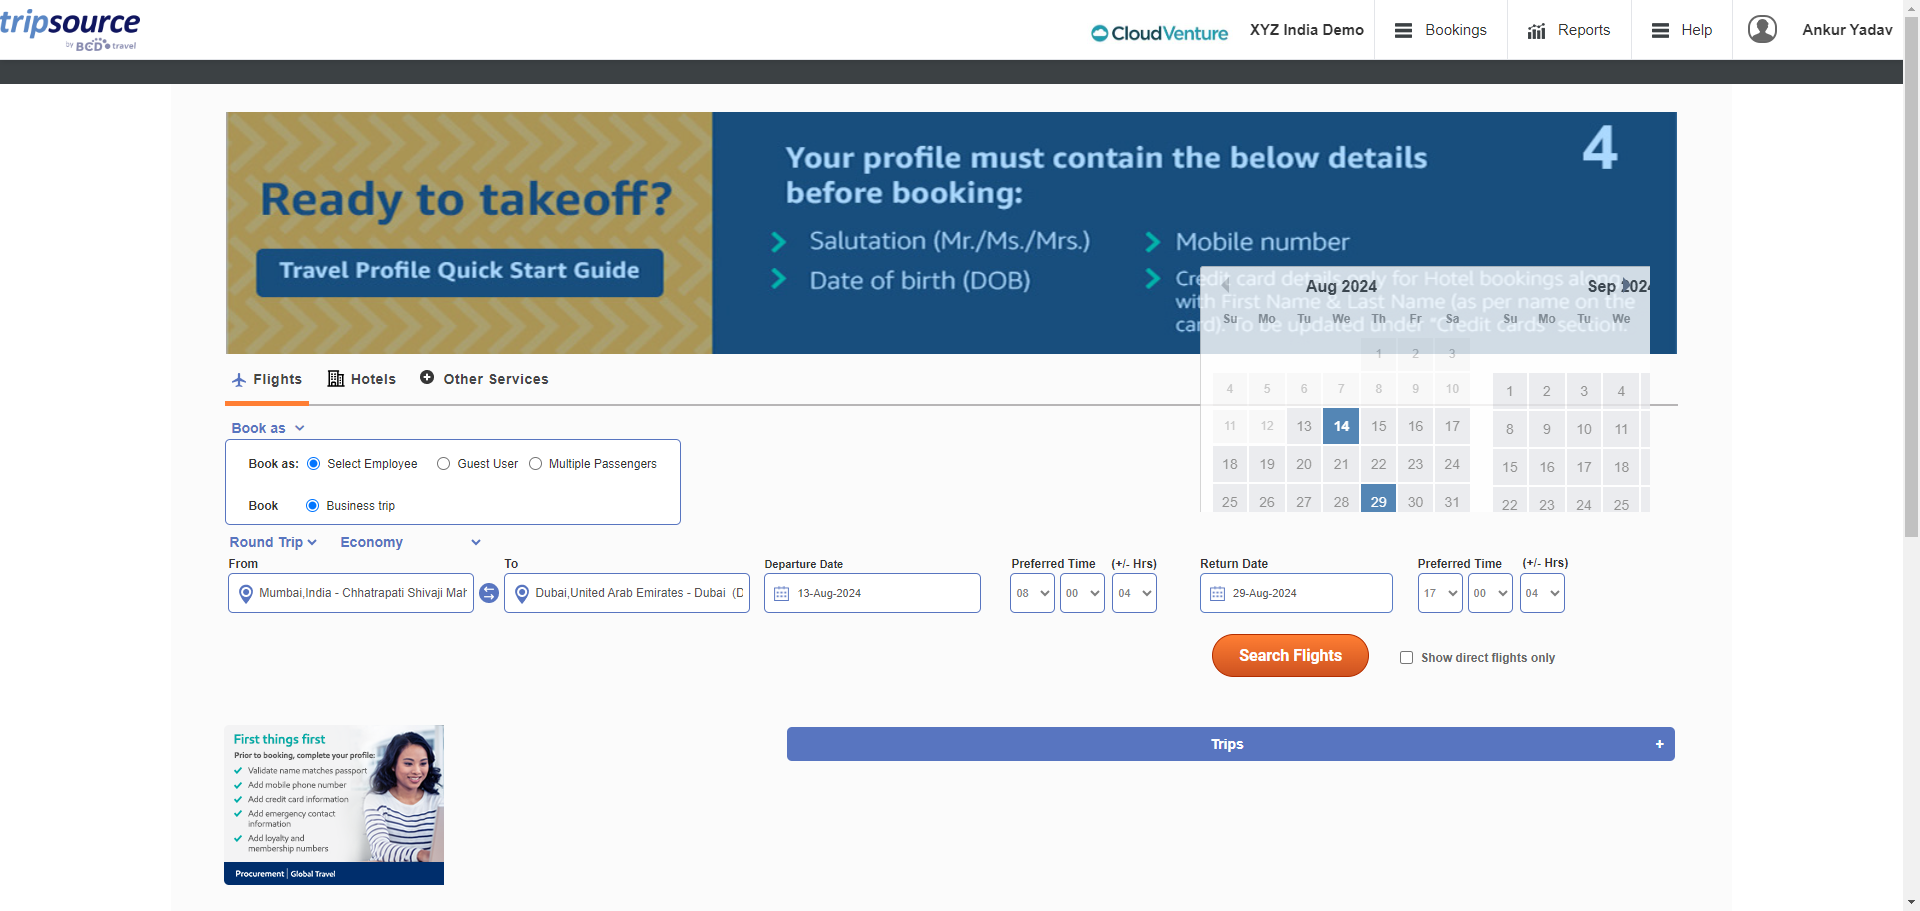 tripsource
by BCD travel
CloudVenture
XYZ India Demo
Bookings
Reports
Help
Ankur Yadav
Ready to takeoff?
Travel Profile Quick Start Guide
Your profile must contain the below details
before booking:
4
Salutation (Mr./Ms./Mrs.)
Mobile number
Date of birth (DOB)
Credit card details only for Hotel bookings along
with First Name & Last Name (as per name on the
card). To be updated under "Credit cards" section.
Aug 2024
Su Mo Tu We Th Fr Sa
1 2 3
4 5 6 7 8 9 10
11 12 13 14 15 16 17
18 19 20 21 22 23 24
25 26 27 28 29 30 31
Sep 2024
Su Mo Tu We
1 2 3 4
8 9 10 11
15 16 17 18
22 23 24 25
Flights
Hotels
Other Services
Book as
Book as: Select Employee Guest User Multiple Passengers
Book Business trip
Round Trip Economy
From To Departure Date Preferred Time (+/- Hrs) Return Date Preferred Time (+/- Hrs)
Mumbai,India - Chhatrapati Shivaji Mah Dubai,United Arab Emirates - Dubai (D 13-Aug-2024 08 00 04 29-Aug-2024 17 00 04
Search Flights
Show direct flights only
Trips +
First things first
Prior to booking, complete your profile:
✓ Validate name matches passport
✓ Add mobile phone number
✓ Add credit card information
✓ Add emergency contact
information
✓ Add loyalty and
membership numbers
Procurement | Global Travel